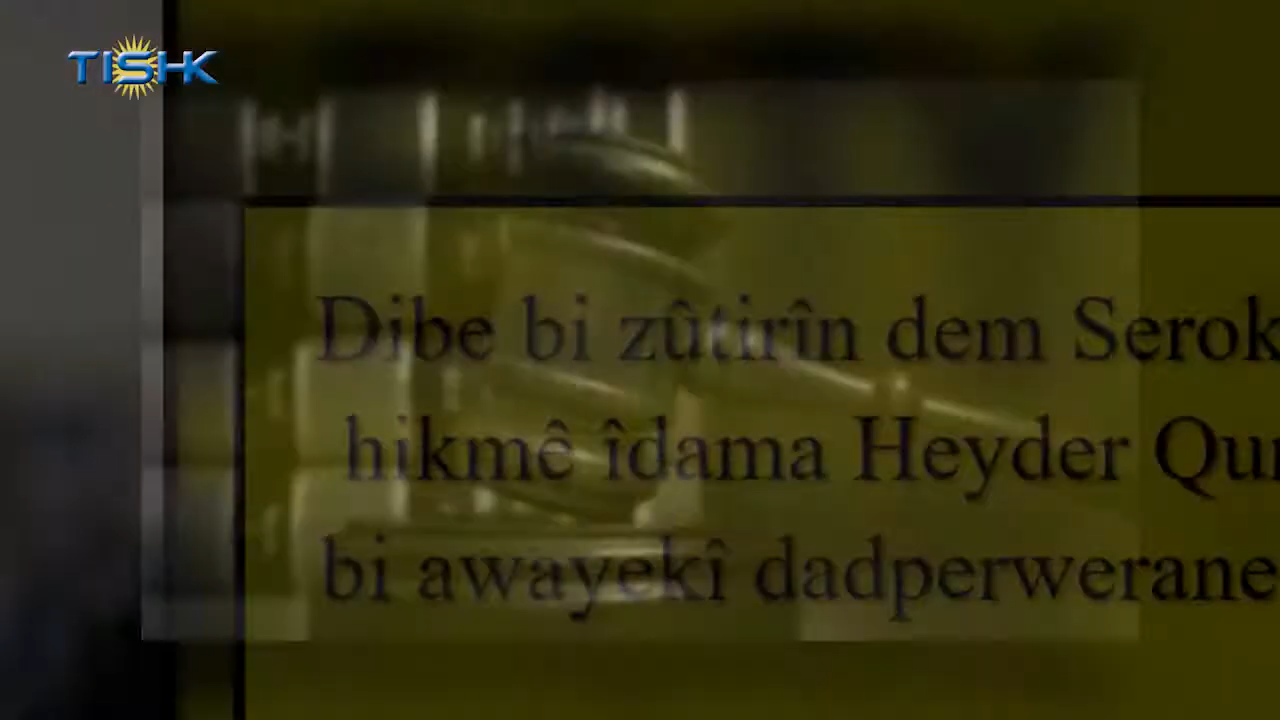 TISHK
Dibe bi zûtirîn dem Serok
hikmê îdama Heyder
bi awayekî dadperwerane